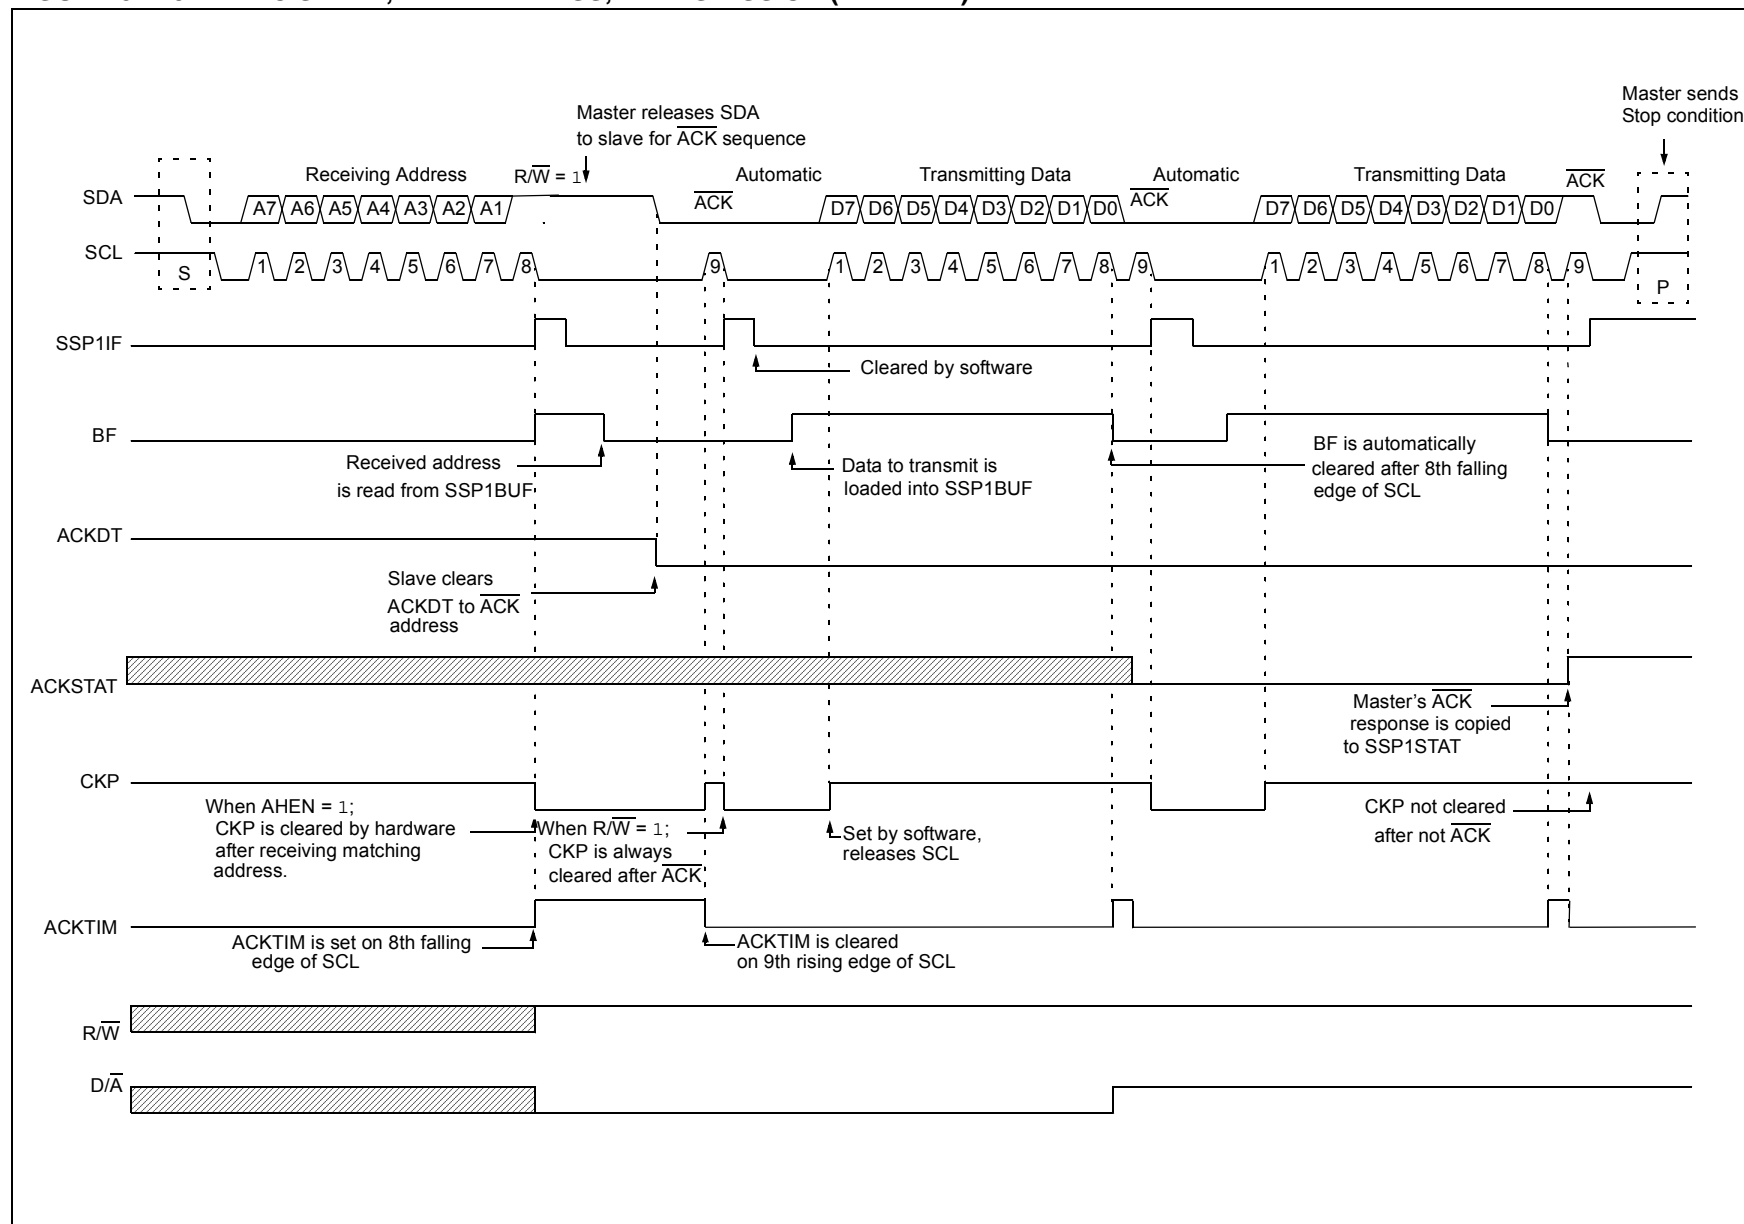 Master sends
Stop condition
Master releases SDA
to slave for ACK sequence
Receiving Address
R/W = 1
Automatic
Transmitting Data
Automatic
Transmitting Data
ACK
SDA
A7 A6 A5 A4 A3 A2 A1
ACK
D7 D6 D5 D4 D3 D2 D1 D0
ACK
D7 D6 D5 D4 D3 D2 D1 D0
SCL
S
1 2 3 4 5 6 7 8
9
1 2 3 4 5 6 7 8 9
1 2 3 4 5 6 7 8 9
P
SSP1IF
Cleared by software
BF
Received address
is read from SSP1BUF
Data to transmit is
loaded into SSP1BUF
BF is automatically
cleared after 8th falling
edge of SCL
ACKDT
Slave clears
ACKDT to ACK
address
ACKSTAT
Master's ACK
response is copied
to SSP1STAT
CKP
When AHEN = 1;
CKP is cleared by hardware
after receiving matching
address.
When R/W = 1;
CKP is always
cleared after ACK
Set by software,
releases SCL
CKP not cleared
after not ACK
ACKTIM
ACKTIM is set on 8th falling
edge of SCL
ACKTIM is cleared
on 9th rising edge of SCL
R/W
D/A